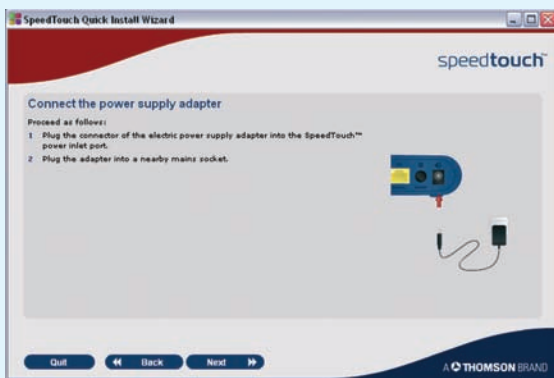 SpeedTouch Quick Install Wizard
speedtouch™
Connect the power supply adapter
Proceed as follows:
1 Plug the connector of the electric power supply adapter into the SpeedTouch™
power inlet port.
2 Plug the adapter into a nearby mains socket.
Quit Back Next
A THOMSON BRAND